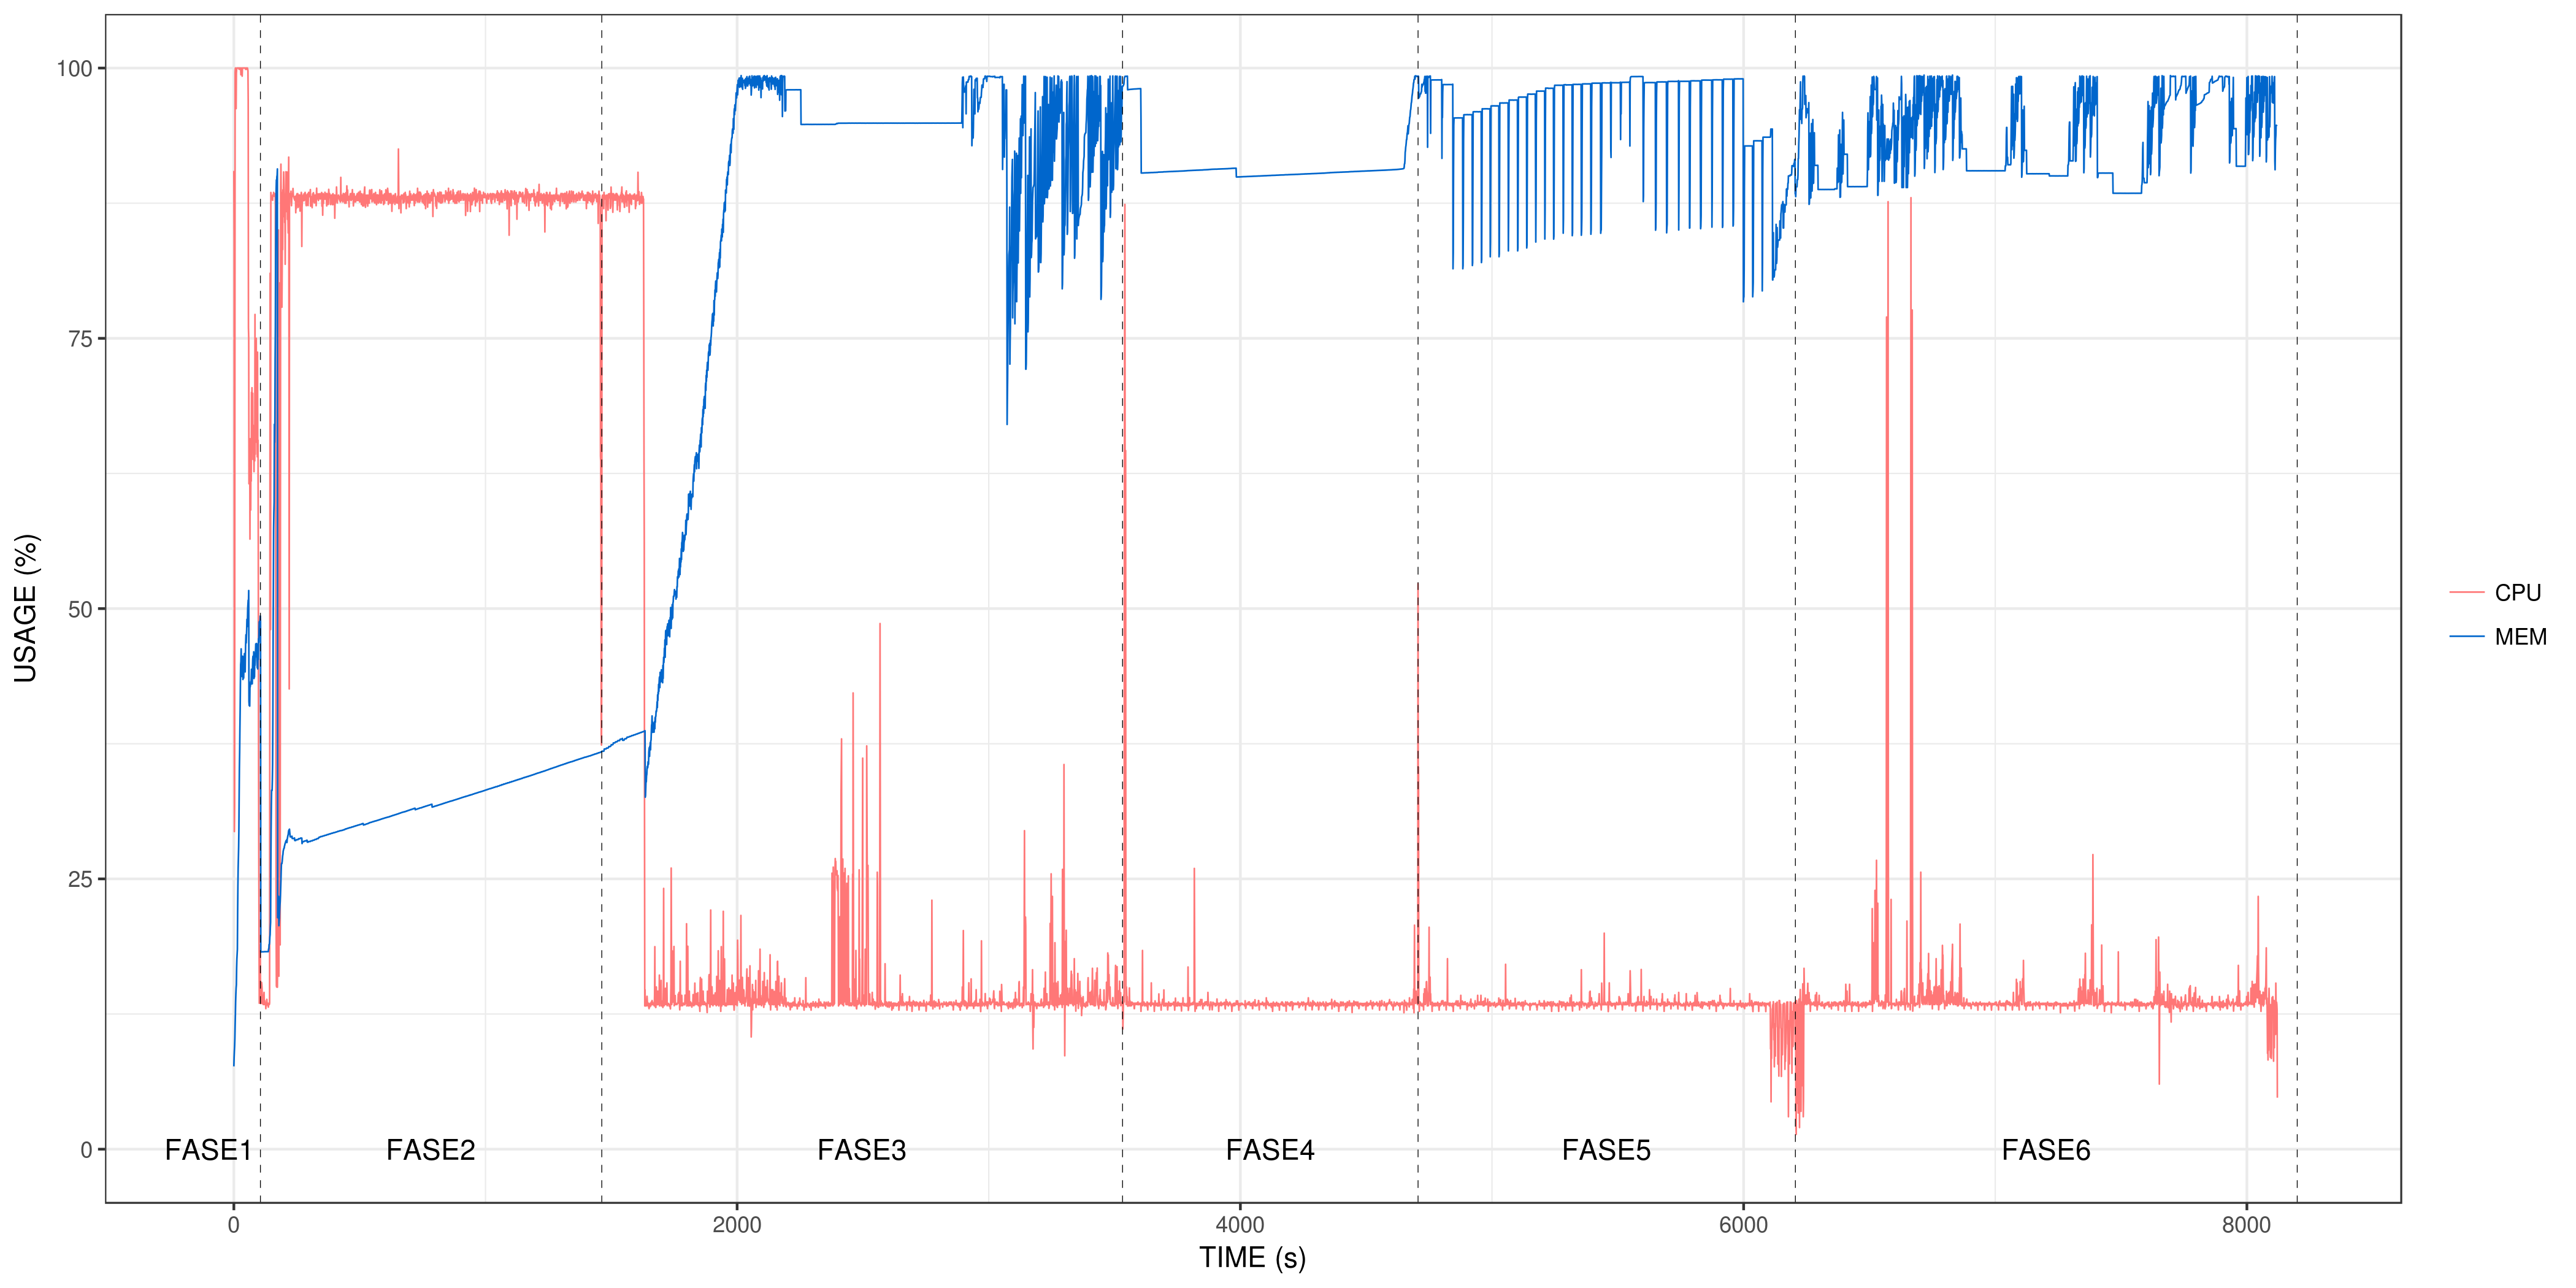 100
75
50
25
0
USAGE (%)
FASE1
FASE2
FASE3
FASE4
FASE5
FASE6
0
2000
4000
6000
8000
TIME (s)
CPU
MEM